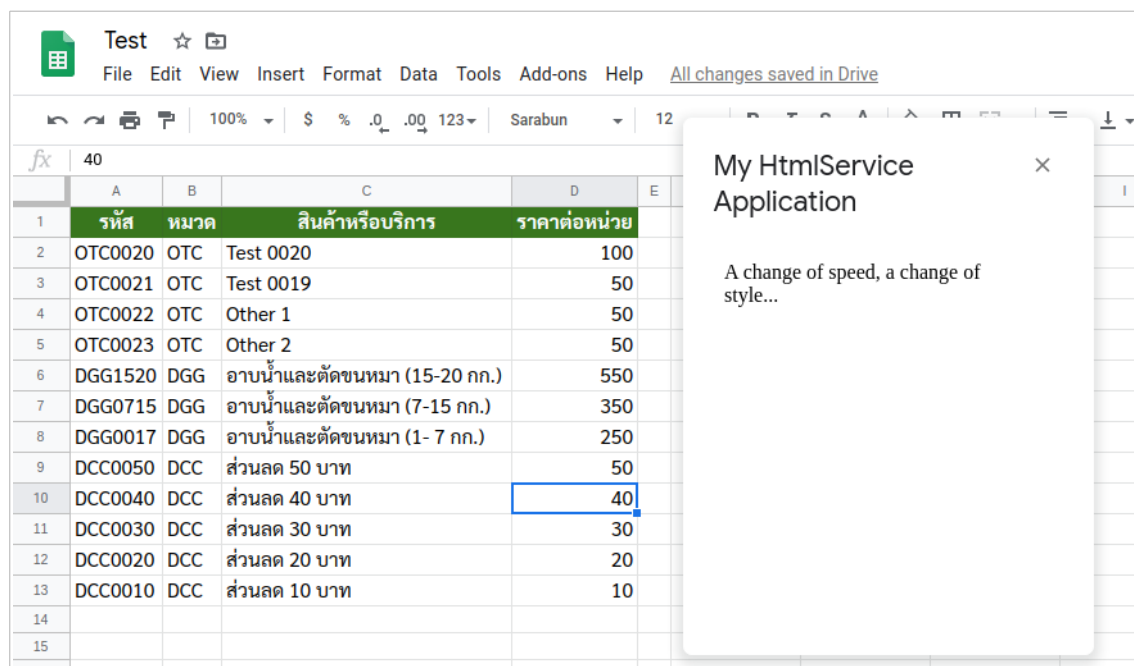 Test
File Edit View Insert Format Data Tools Add-ons Help All changes saved in Drive
100% $ % .0 .00 123 Sarabun 12
fx 40
A B C D E I
1 รหัส หมวด สินค้าหรือบริการ ราคาต่อหน่วย
2 OTC0020 OTC Test 0020 100
3 OTC0021 OTC Test 0019 50
4 OTC0022 OTC Other 1 50
5 OTC0023 OTC Other 2 50
6 DGG1520 DGG อาบน้ำและตัดขนหมา (15-20 กก.) 550
7 DGG0715 DGG อาบน้ำและตัดขนหมา (7-15 กก.) 350
8 DGG0017 DGG อาบน้ำและตัดขนหมา (1- 7 กก.) 250
9 DCC0050 DCC ส่วนลด 50 บาท 50
10 DCC0040 DCC ส่วนลด 40 บาท 40
11 DCC0030 DCC ส่วนลด 30 บาท 30
12 DCC0020 DCC ส่วนลด 20 บาท 20
13 DCC0010 DCC ส่วนลด 10 บาท 10
14
15
My HtmlService
Application
A change of speed, a change of
style...